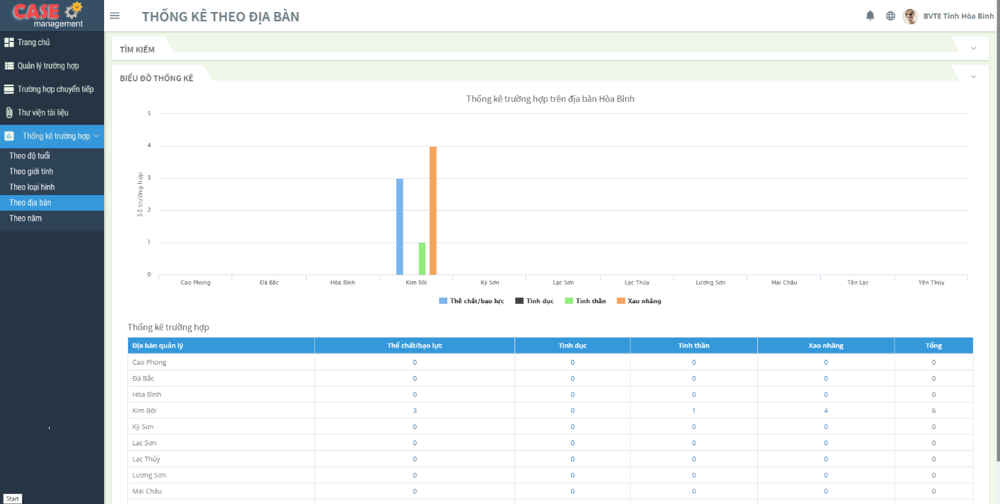 CASE
management
THỐNG KÊ THEO ĐỊA BÀN
BVTE Tỉnh Hòa Bình
Trang chủ
Quản lý trường hợp
Trường hợp chuyển tiếp
Thư viện tài liệu
Thống kê trường hợp
Theo độ tuổi
Theo giới tính
Theo loại hình
Theo địa bàn
Theo năm
Start
TÌM KIẾM
BIỂU ĐỒ THỐNG KÊ
Thống kê trường hợp trên địa bàn Hòa Bình
Số trường hợp
5
4
3
2
1
0
Cao Phong Đà Bắc Hòa Bình Kim Bôi Kỳ Sơn Lạc Sơn Lạc Thủy Lương Sơn Mai Châu Tân Lạc Yên Thủy
Thể chất/bạo lực Tình dục Tinh thần Xao nhãng
Thống kê trường hợp
Địa bàn quản lý Thể chất/bạo lực Tình dục Tinh thần Xao nhãng Tổng
Cao Phong 0 0 0 0 0
Đà Bắc 0 0 0 0 0
Hòa Bình 0 0 0 0 0
Kim Bôi 3 0 1 4 6
Kỳ Sơn 0 0 0 0 0
Lạc Sơn 0 0 0 0 0
Lạc Thủy 0 0 0 0 0
Lương Sơn 0 0 0 0 0
Mai Châu 0 0 0 0 0